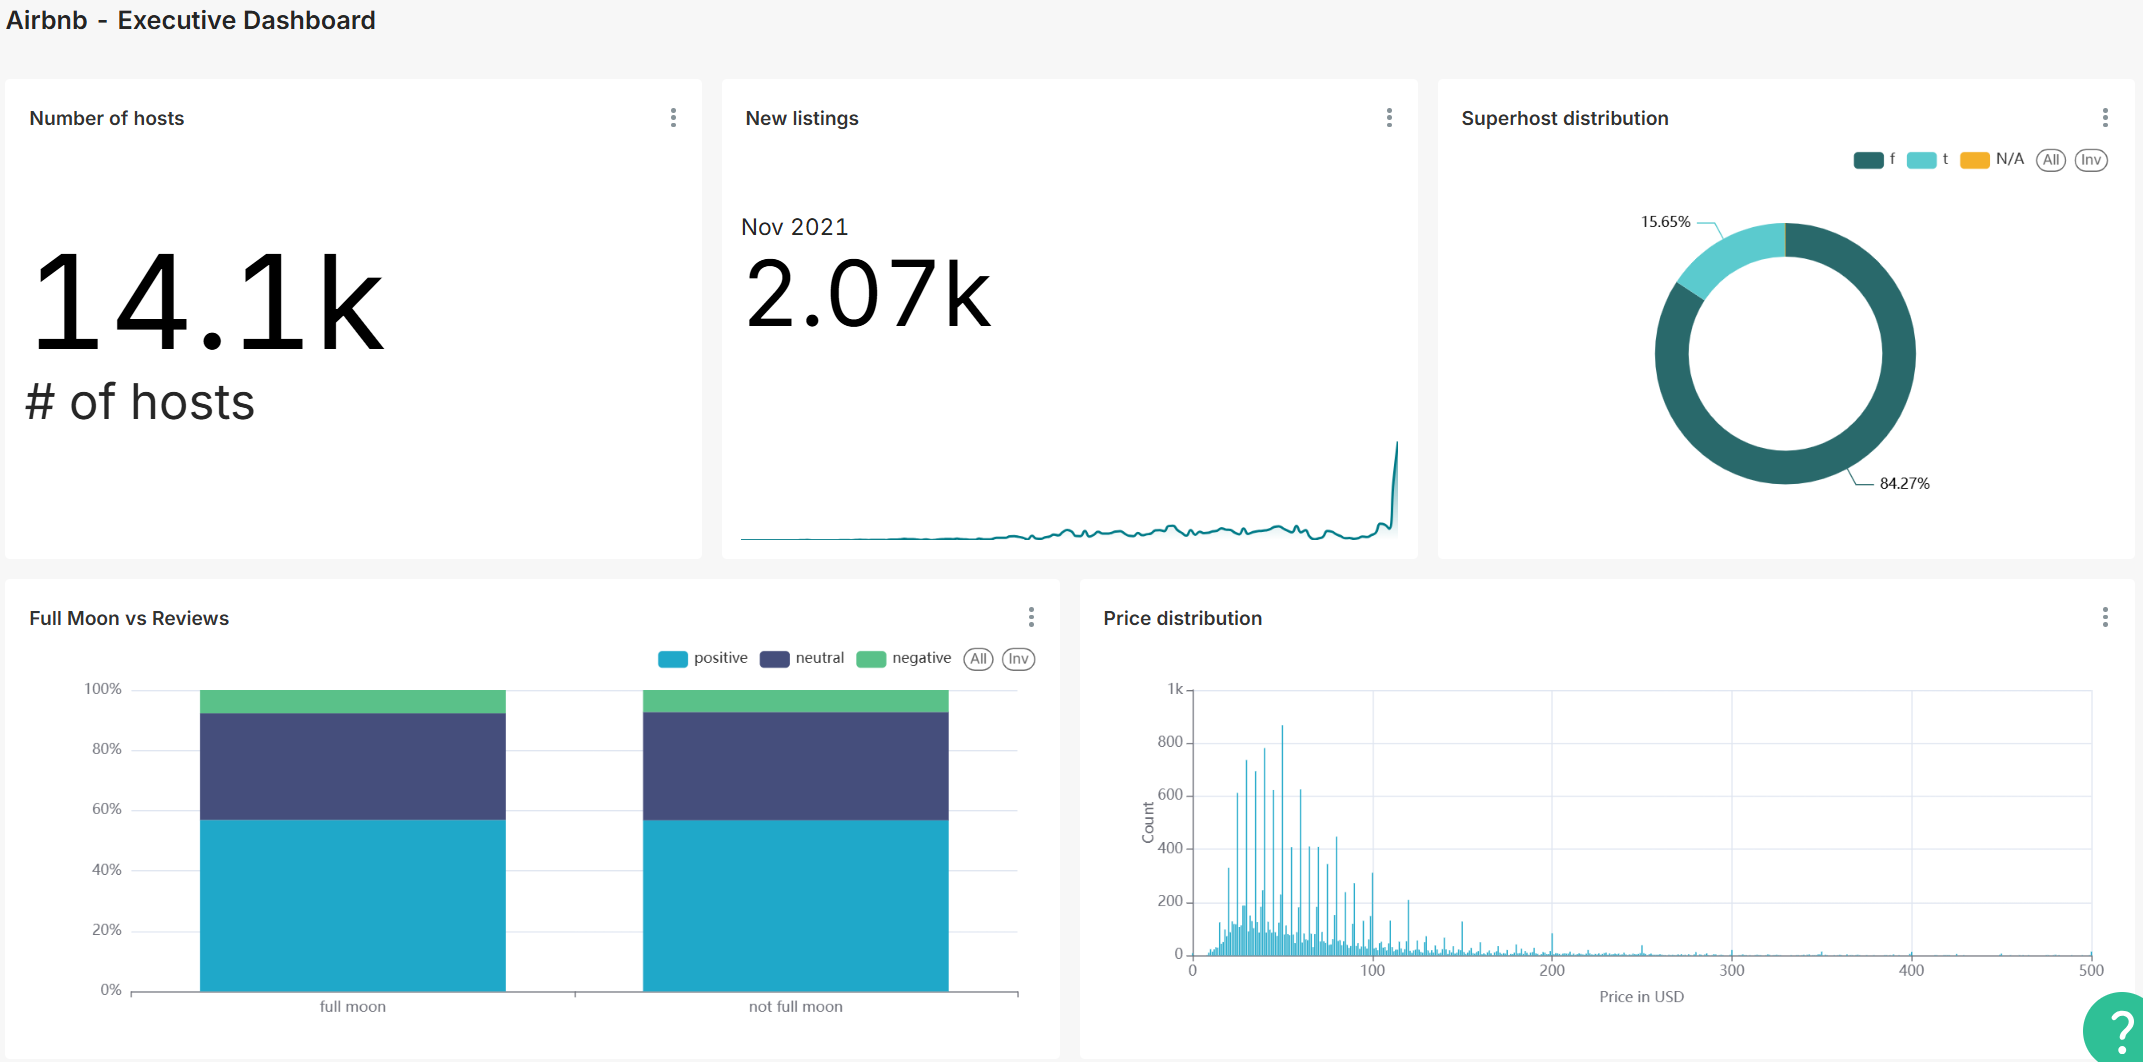 Airbnb - Executive Dashboard
Number of hosts
14.1k
# of hosts
New listings
Nov 2021
2.07k
Superhost distribution
f t N/A All Inv
15.65%
84.27%
Full Moon vs Reviews
positive neutral negative All Inv
100%
80%
60%
40%
20%
0%
full moon not full moon
Price distribution
1k
800
600
400
200
0
Count
0 100 200 300 400 500
Price in USD
?